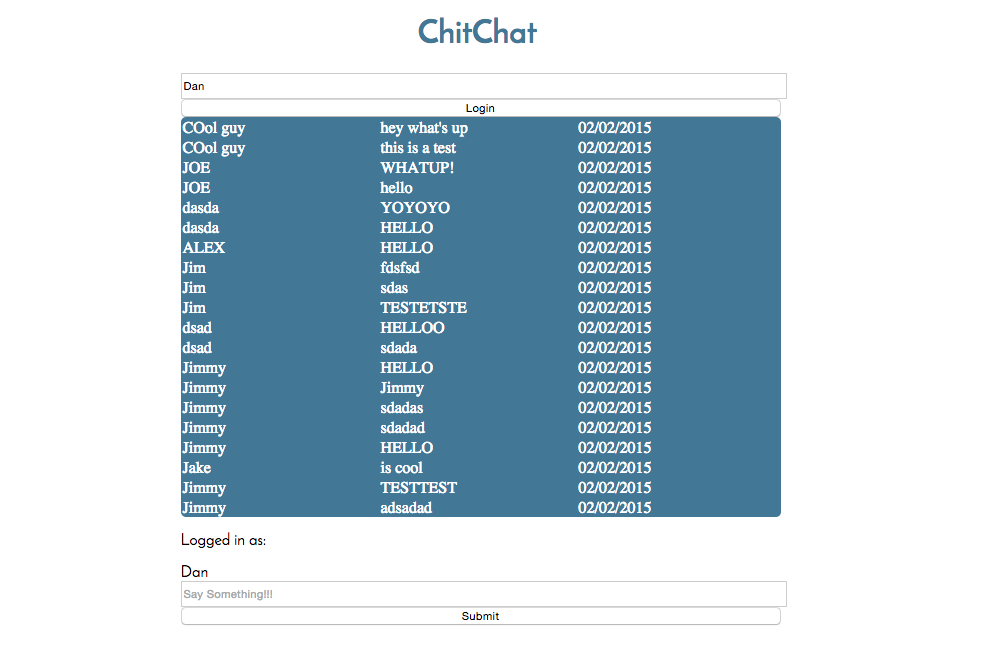 ChitChat
Dan
Login
COol guy hey what's up 02/02/2015
COol guy this is a test 02/02/2015
JOE WHATUP! 02/02/2015
JOE hello 02/02/2015
dasda YOYOYO 02/02/2015
dasda HELLO 02/02/2015
ALEX HELLO 02/02/2015
Jim fdsfsd 02/02/2015
Jim sdas 02/02/2015
Jim TESTETSTE 02/02/2015
dsad HELLOO 02/02/2015
dsad sdada 02/02/2015
Jimmy HELLO 02/02/2015
Jimmy Jimmy 02/02/2015
Jimmy sdadas 02/02/2015
Jimmy sdadad 02/02/2015
Jimmy HELLO 02/02/2015
Jake is cool 02/02/2015
Jimmy TESTTEST 02/02/2015
Jimmy adsadad 02/02/2015
Logged in as:
Dan
Say Something!!!
Submit